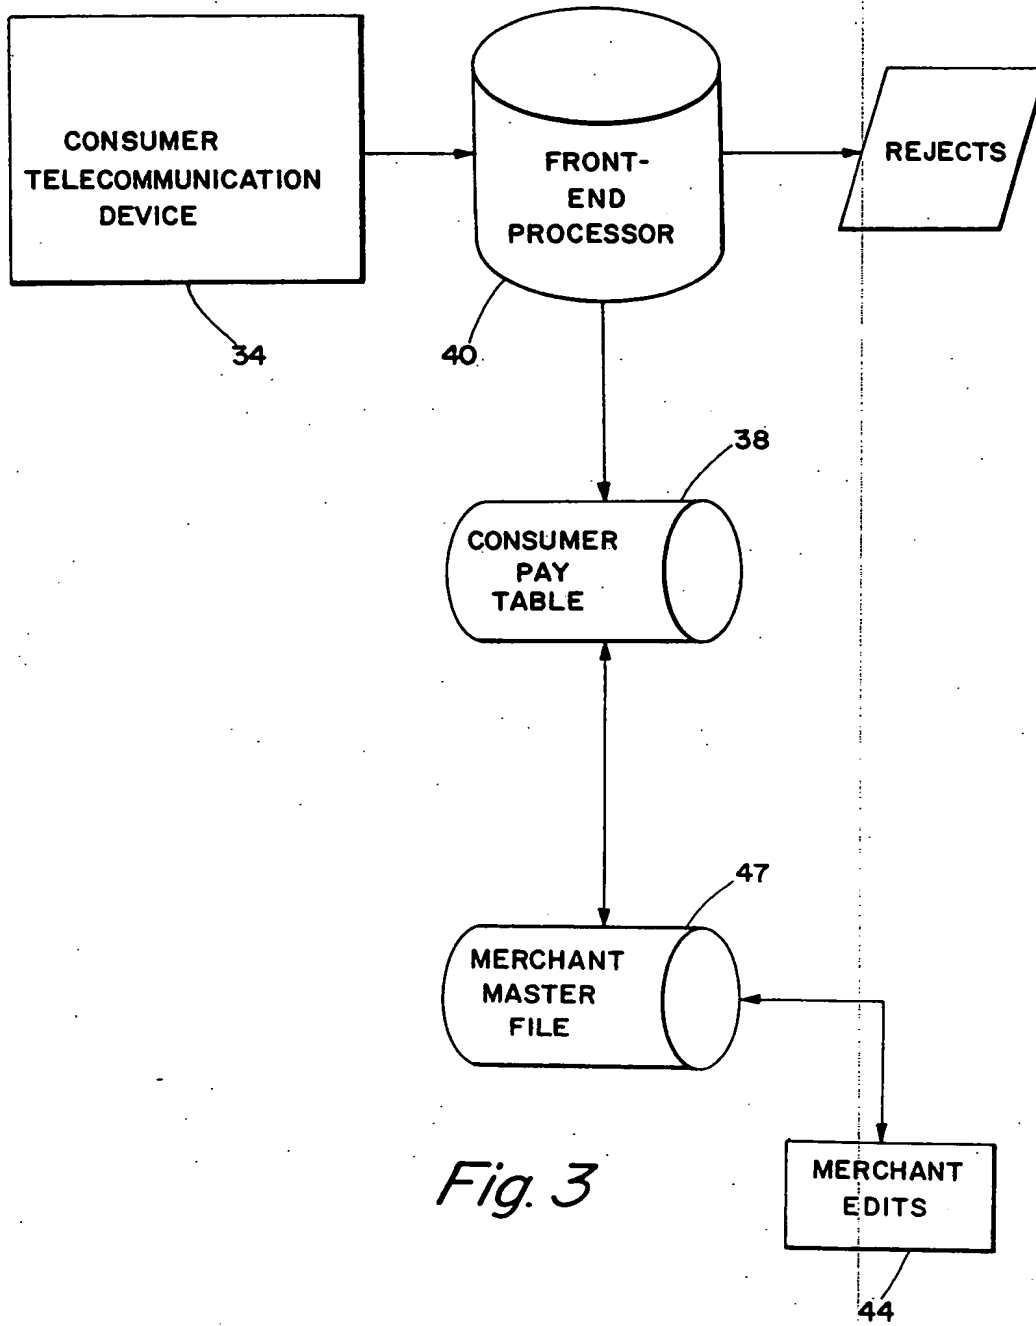 CONSUMER
TELECOMMUNICATION
DEVICE
34
FRONT-
END
PROCESSOR
40
REJECTS
38
CONSUMER
PAY
TABLE
47
MERCHANT
MASTER
FILE
MERCHANT
EDITS
44
Fig. 3